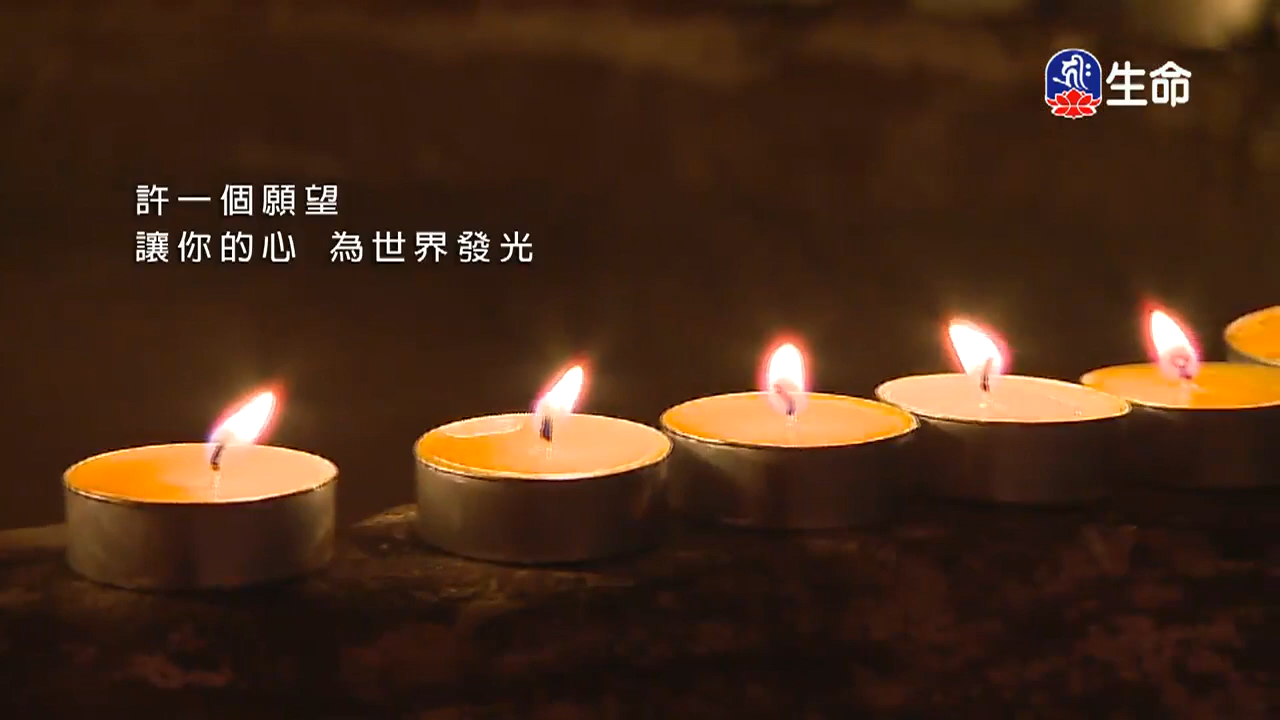 生命
許一個願望
讓你的心 為世界發光